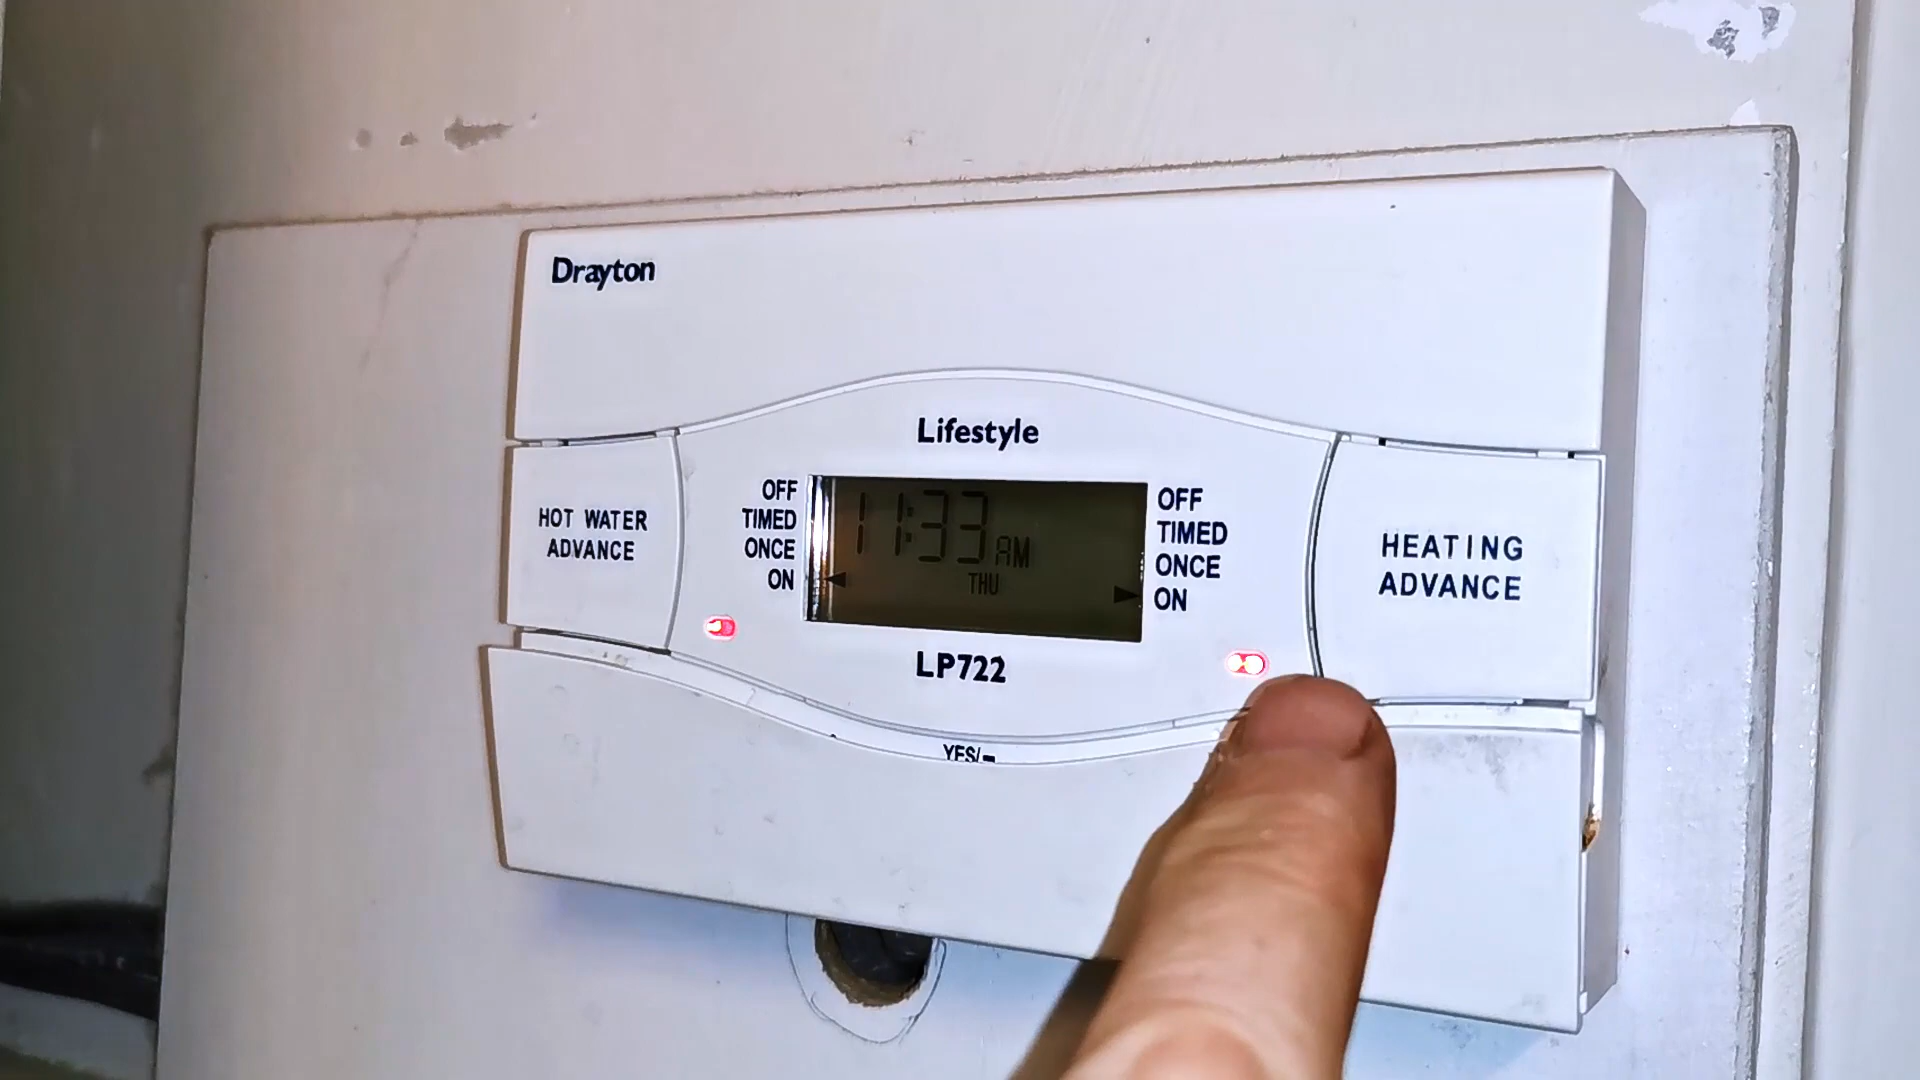 Drayton
Lifestyle
HOT WATER
ADVANCE
OFF
TIMED
ONCE
ON
11:33 AM
THU
OFF
TIMED
ONCE
ON
HEATING
ADVANCE
LP722
YES/-